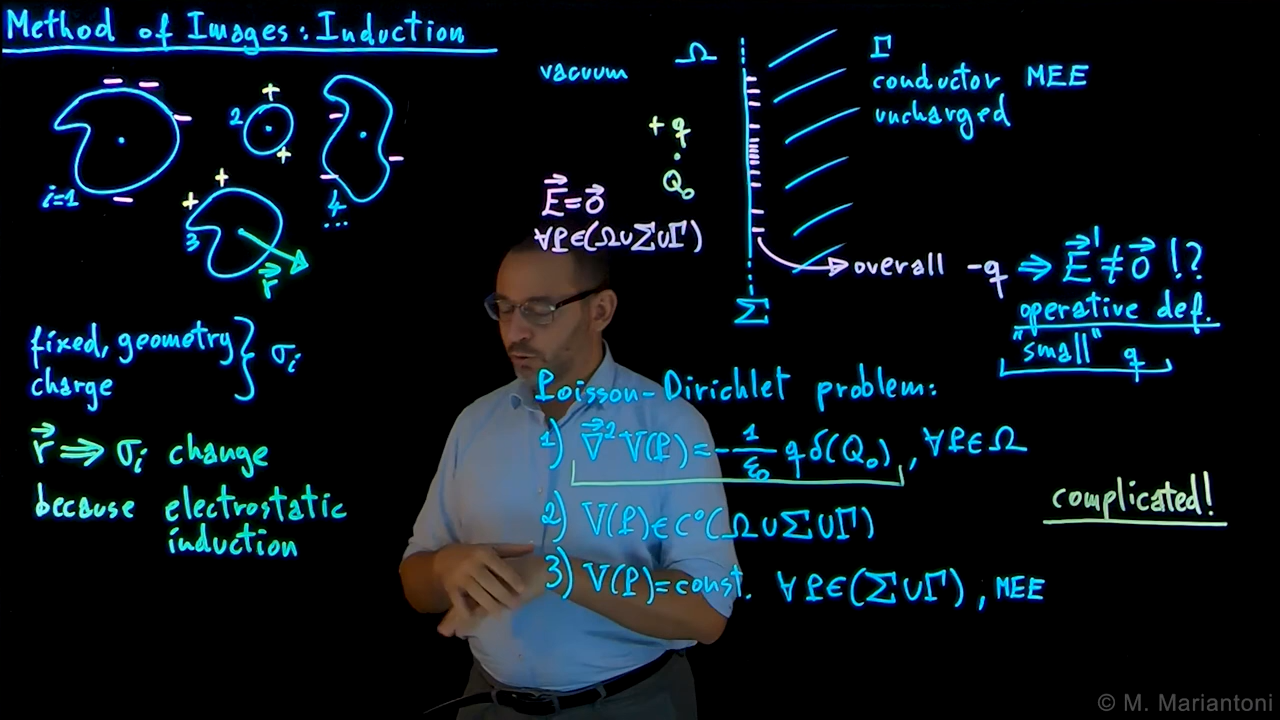 Method of Images: Induction
− − −
−
i=1
+
2
+
−
−
−
4
...
+
+
3
r⃗
fixed, geometry
charge
} σᵢ
r⃗ ⟹ σᵢ change
because electrostatic
induction
vacuum
Ω
+ q
·
Q₀
E⃗=0⃗
∀P∈(Ω∪Σ∪Γ)
Σ
Γ
conductor MEE
uncharged
overall -q ⟹ E⃗'≠0⃗ !?
operative def.
"small" q
Poisson-Dirichlet problem:
1) ∇⃗² V(P)=-1/ε₀ q δ(Q₀), ∀P∈Ω
2) V(P)∈C⁰(Ω∪Σ∪Γ)
3) V(P)=const. ∀P∈(Σ∪Γ), MEE
complicated!
© M. Mariantoni